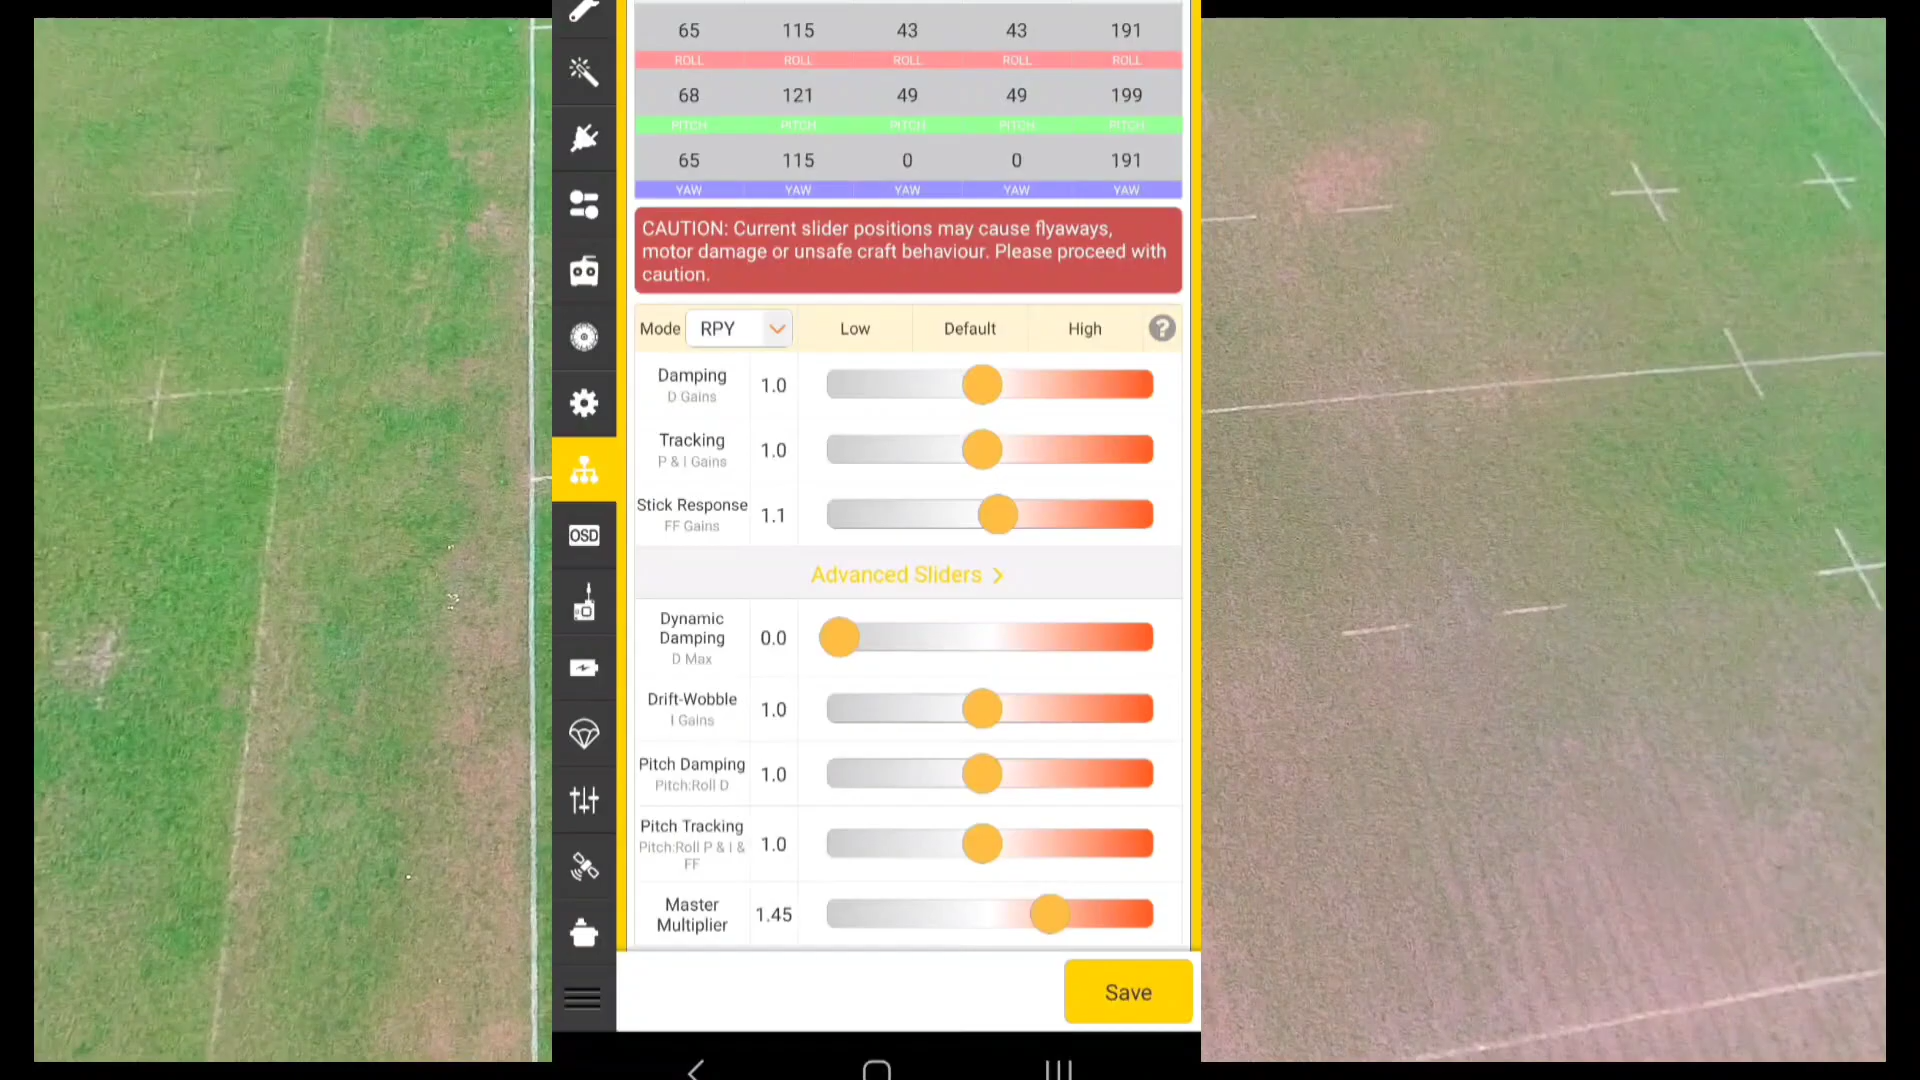 65 115 43 43 191
ROLL ROLL ROLL ROLL ROLL
68 121 49 49 199
PITCH PITCH PITCH PITCH PITCH
65 115 0 0 191
YAW YAW YAW YAW YAW
CAUTION: Current slider positions may cause flyaways,
motor damage or unsafe craft behaviour. Please proceed with
caution.
Mode RPY Low Default High ?
Damping
D Gains
1.0
Tracking
P & I Gains
1.0
Stick Response
FF Gains
1.1
OSD
Advanced Sliders
Dynamic
Damping
D Max
0.0
Drift-Wobble
I Gains
1.0
Pitch Damping
Pitch:Roll D
1.0
Pitch Tracking
Pitch:Roll P & I &
FF
1.0
Master
Multiplier
1.45
Save